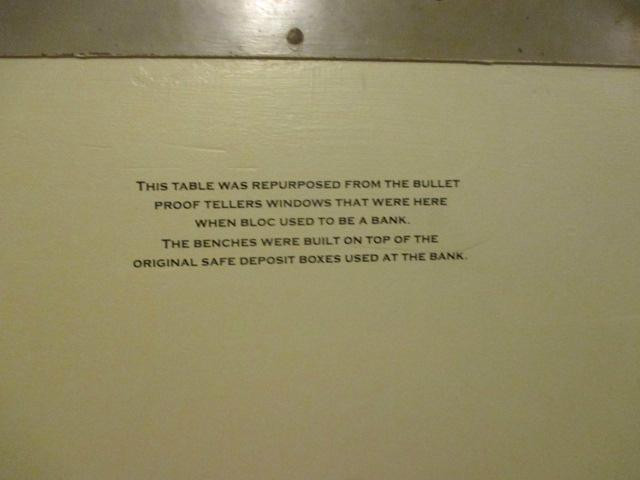 THIS TABLE WAS REPURPOSED FROM THE BULLET
PROOF TELLERS WINDOWS THAT WERE HERE
WHEN BLOC USED TO BE A BANK.
THE BENCHES WERE BUILT ON TOP OF THE
ORIGINAL SAFE DEPOSIT BOXES USED AT THE BANK.